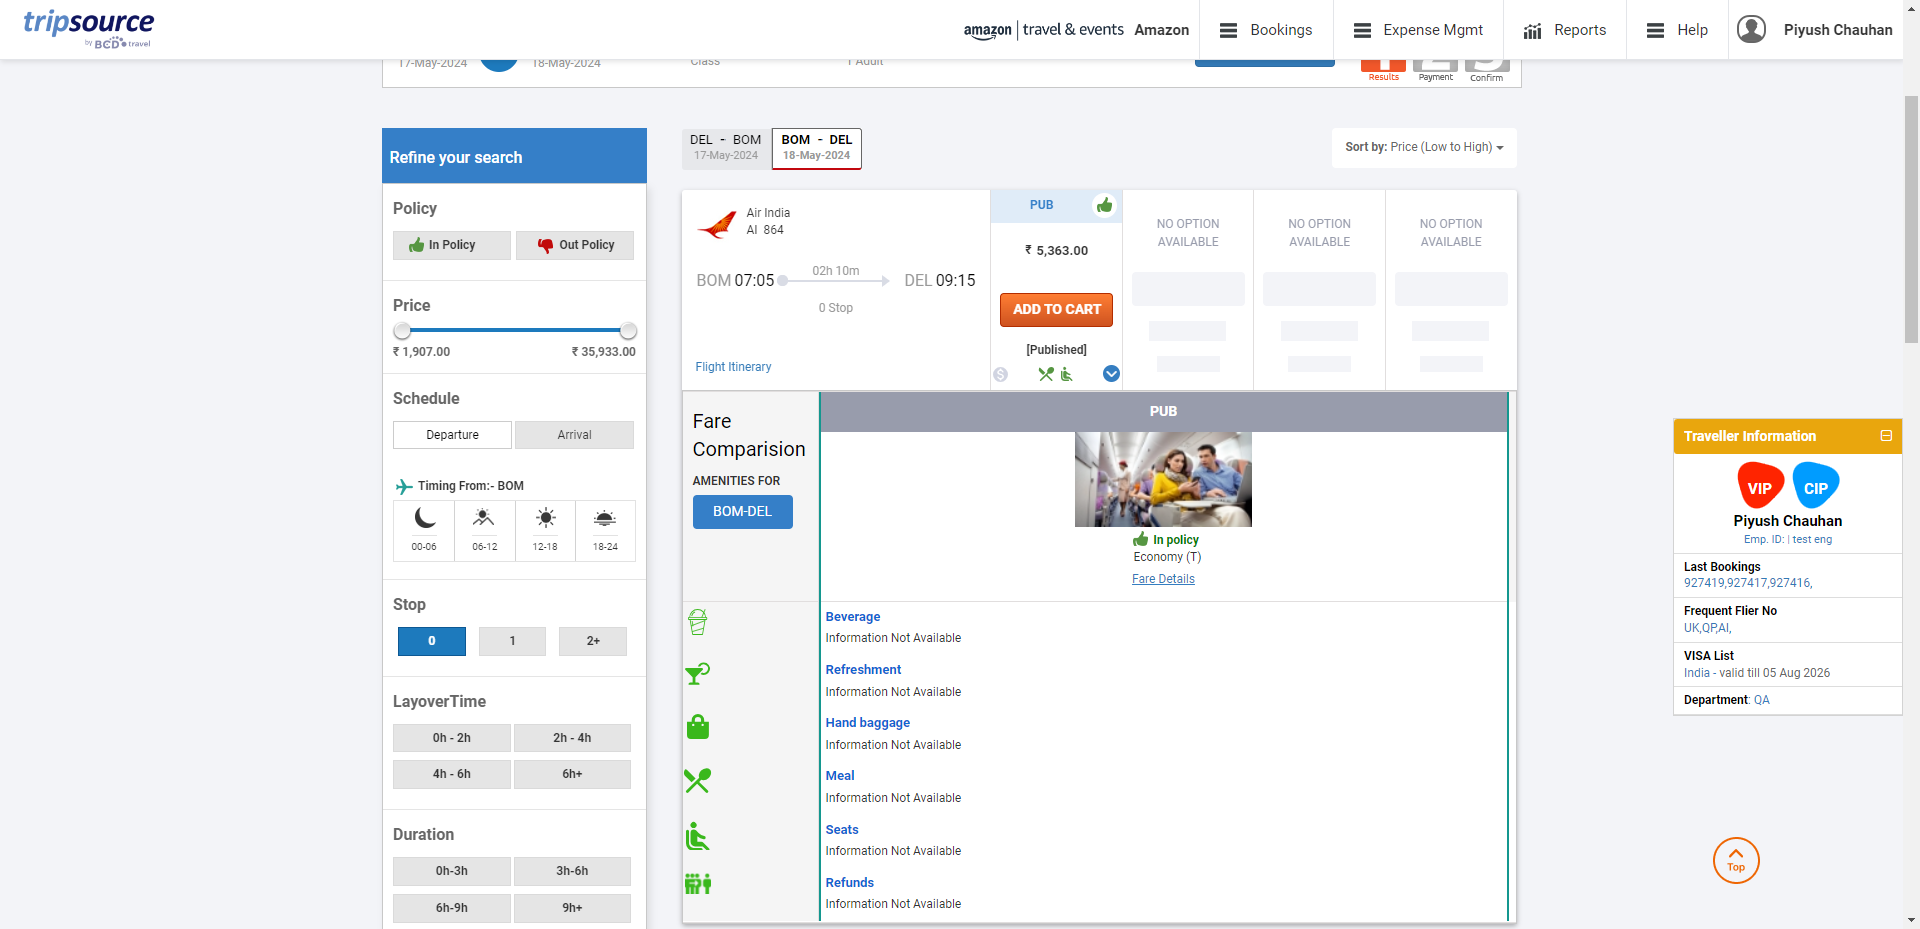 tripsource
by BCD travel
amazon | travel & events Amazon
Bookings
Expense Mgmt
Reports
Help
Piyush Chauhan
17-May-2024
18-May-2024
Class
1 Adult
Results
Payment
Confirm
Refine your search
Policy
In Policy
Out Policy
Price
₹ 1,907.00
₹ 35,933.00
Schedule
Departure
Arrival
Timing From:- BOM
00-06
06-12
12-18
18-24
Stop
0
1
2+
LayoverTime
0h - 2h
2h - 4h
4h - 6h
6h+
Duration
0h-3h
3h-6h
6h-9h
9h+
DEL - BOM
17-May-2024
BOM - DEL
18-May-2024
Sort by: Price (Low to High)
Air India
AI 864
BOM 07:05
02h 10m
DEL 09:15
0 Stop
Flight Itinerary
PUB
₹ 5,363.00
ADD TO CART
[Published]
NO OPTION
AVAILABLE
NO OPTION
AVAILABLE
NO OPTION
AVAILABLE
Fare
Comparision
AMENITIES FOR
BOM-DEL
PUB
In policy
Economy (T)
Fare Details
Beverage
Information Not Available
Refreshment
Information Not Available
Hand baggage
Information Not Available
Meal
Information Not Available
Seats
Information Not Available
Refunds
Information Not Available
Traveller Information
VIP
CIP
Piyush Chauhan
Emp. ID: | test eng
Last Bookings
927419,927417,927416,
Frequent Flier No
UK,QP,AI,
VISA List
India - valid till 05 Aug 2026
Department: QA
Top